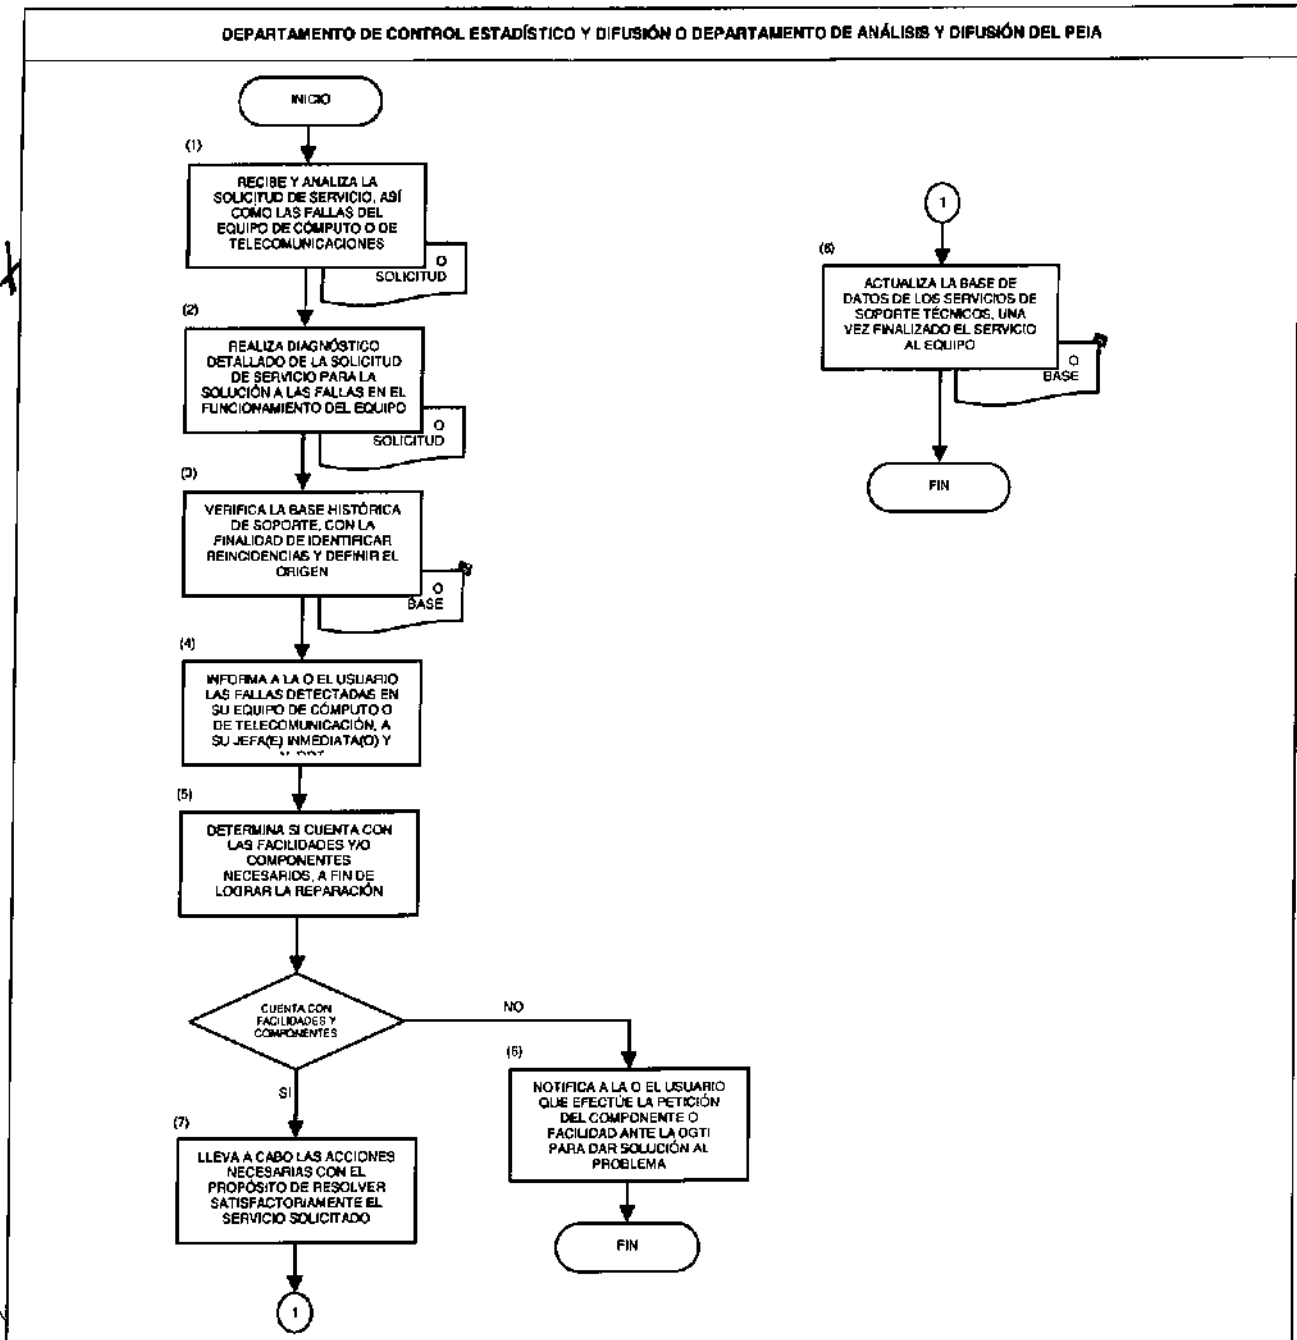 DEPARTAMENTO DE CONTROL ESTADÍSTICO Y DIFUSIÓN O DEPARTAMENTO DE ANÁLISIS Y DIFUSIÓN DEL PEIA
INICIO
(1)
RECIBE Y ANALIZA LA
SOLICITUD DE SERVICIO, ASÍ
COMO LAS FALLAS DEL
EQUIPO DE CÓMPUTO O DE
TELECOMUNICACIONES
O
SOLICITUD
(2)
REALIZA DIAGNÓSTICO
DETALLADO DE LA SOLICITUD
DE SERVICIO PARA LA
SOLUCIÓN A LAS FALLAS EN EL
FUNCIONAMIENTO DEL EQUIPO
O
SOLICITUD
(3)
VERIFICA LA BASE HISTÓRICA
DE SOPORTE, CON LA
FINALIDAD DE IDENTIFICAR
REINCIDENCIAS Y DEFINIR EL
ORIGEN
O
BASE
(4)
INFORMA A LA O EL USUARIO
LAS FALLAS DETECTADAS EN
SU EQUIPO DE CÓMPUTO O
DE TELECOMUNICACIÓN, A
SU JEFA(E) INMEDIATA(O) Y
(5)
DETERMINA SI CUENTA CON
LAS FACILIDADES Y/O
COMPONENTES
NECESARIOS, A FIN DE
LOGRAR LA REPARACIÓN
CUENTA CON
FACILIDADES Y
COMPONENTES
NO
SI
(6)
NOTIFICA A LA O EL USUARIO
QUE EFECTÚE LA PETICIÓN
DEL COMPONENTE O
FACILIDAD ANTE LA DGTI
PARA DAR SOLUCIÓN AL
PROBLEMA
FIN
(7)
LLEVA A CABO LAS ACCIONES
NECESARIAS CON EL
PROPÓSITO DE RESOLVER
SATISFACTORIAMENTE EL
SERVICIO SOLICITADO
1
1
(8)
ACTUALIZA LA BASE DE
DATOS DE LOS SERVICIOS DE
SOPORTE TÉCNICOS, UNA
VEZ FINALIZADO EL SERVICIO
AL EQUIPO
O
BASE
FIN